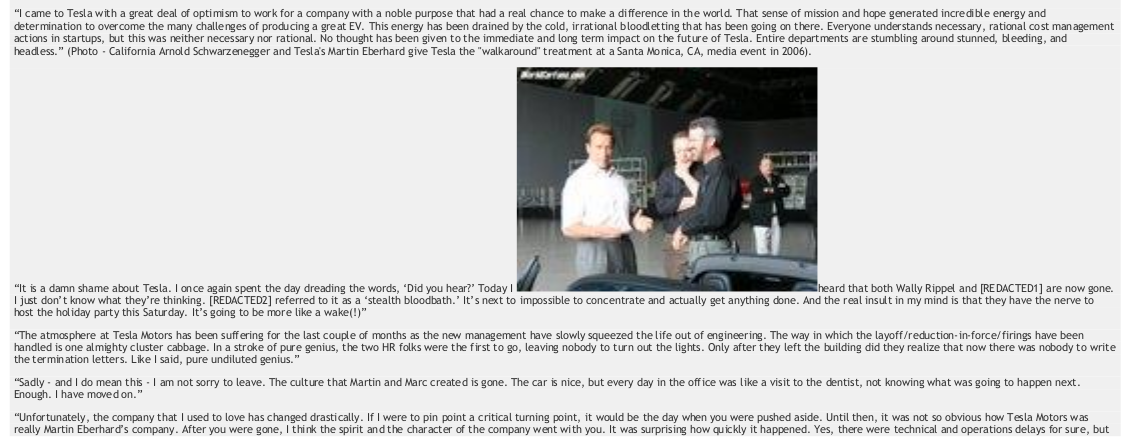 “I came to Tesla with a great deal of optimism to work for a company with a noble purpose that had a real chance to make a difference in the world. That sense of mission and hope generated incredible energy and
determination to overcome the many challenges of producing a great EV. This energy has been drained by the cold, irrational bloodletting that has been going on there. Everyone understands necessary, rational cost management
actions in startups, but this was neither necessary nor rational. No thought has been given to the immediate and long term impact on the future of Tesla. Entire departments are stumbling around stunned, bleeding, and
headless.” (Photo - California Arnold Schwarzenegger and Tesla's Martin Eberhard give Tesla the "walkaround" treatment at a Santa Monica, CA, media event in 2006).
WorldCarFans.com
“It is a damn shame about Tesla. I once again spent the day dreading the words, ‘Did you hear?’ Today I heard that both Wally Rippel and [REDACTED1] are now gone.
I just don’t know what they’re thinking. [REDACTED2] referred to it as a ‘stealth bloodbath.’ It’s next to impossible to concentrate and actually get anything done. And the real insult in my mind is that they have the nerve to
host the holiday party this Saturday. It’s going to be more like a wake(!)”
“The atmosphere at Tesla Motors has been suffering for the last couple of months as the new management have slowly squeezed the life out of engineering. The way in which the layoff/reduction-in-force/firings have been
handled is one almighty cluster cabbage. In a stroke of pure genius, the two HR folks were the first to go, leaving nobody to turn out the lights. Only after they left the building did they realize that now there was nobody to write
the termination letters. Like I said, pure undiluted genius.”
“Sadly - and I do mean this - I am not sorry to leave. The culture that Martin and Marc created is gone. The car is nice, but every day in the office was like a visit to the dentist, not knowing what was going to happen next.
Enough. I have moved on.”
“Unfortunately, the company that I used to love has changed drastically. If I were to pin point a critical turning point, it would be the day when you were pushed aside. Until then, it was not so obvious how Tesla Motors was
really Martin Eberhard’s company. After you were gone, I think the spirit and the character of the company went with you. It was surprising how quickly it happened. Yes, there were technical and operations delays for sure, but